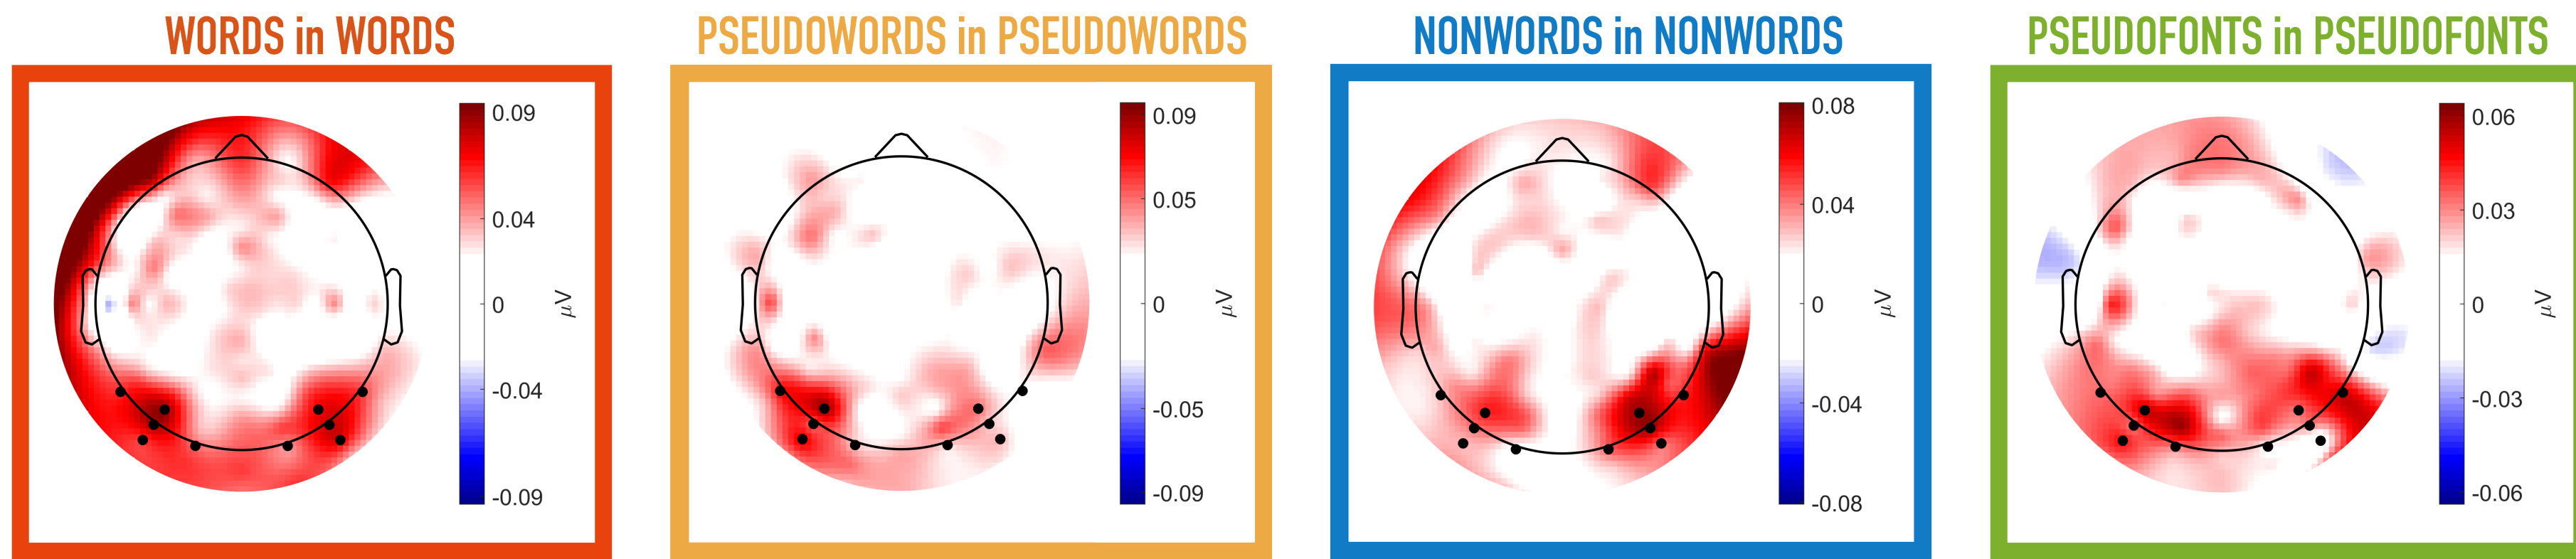 WORDS in WORDS
0.09
0.04
0
-0.04
-0.09
µV
PSEUDOWORDS in PSEUDOWORDS
0.09
0.05
0
-0.05
-0.09
µV
NONWORDS in NONWORDS
0.08
0.04
0
-0.04
-0.08
µV
PSEUDOFONTS in PSEUDOFONTS
0.06
0.03
0
-0.03
-0.06
µV